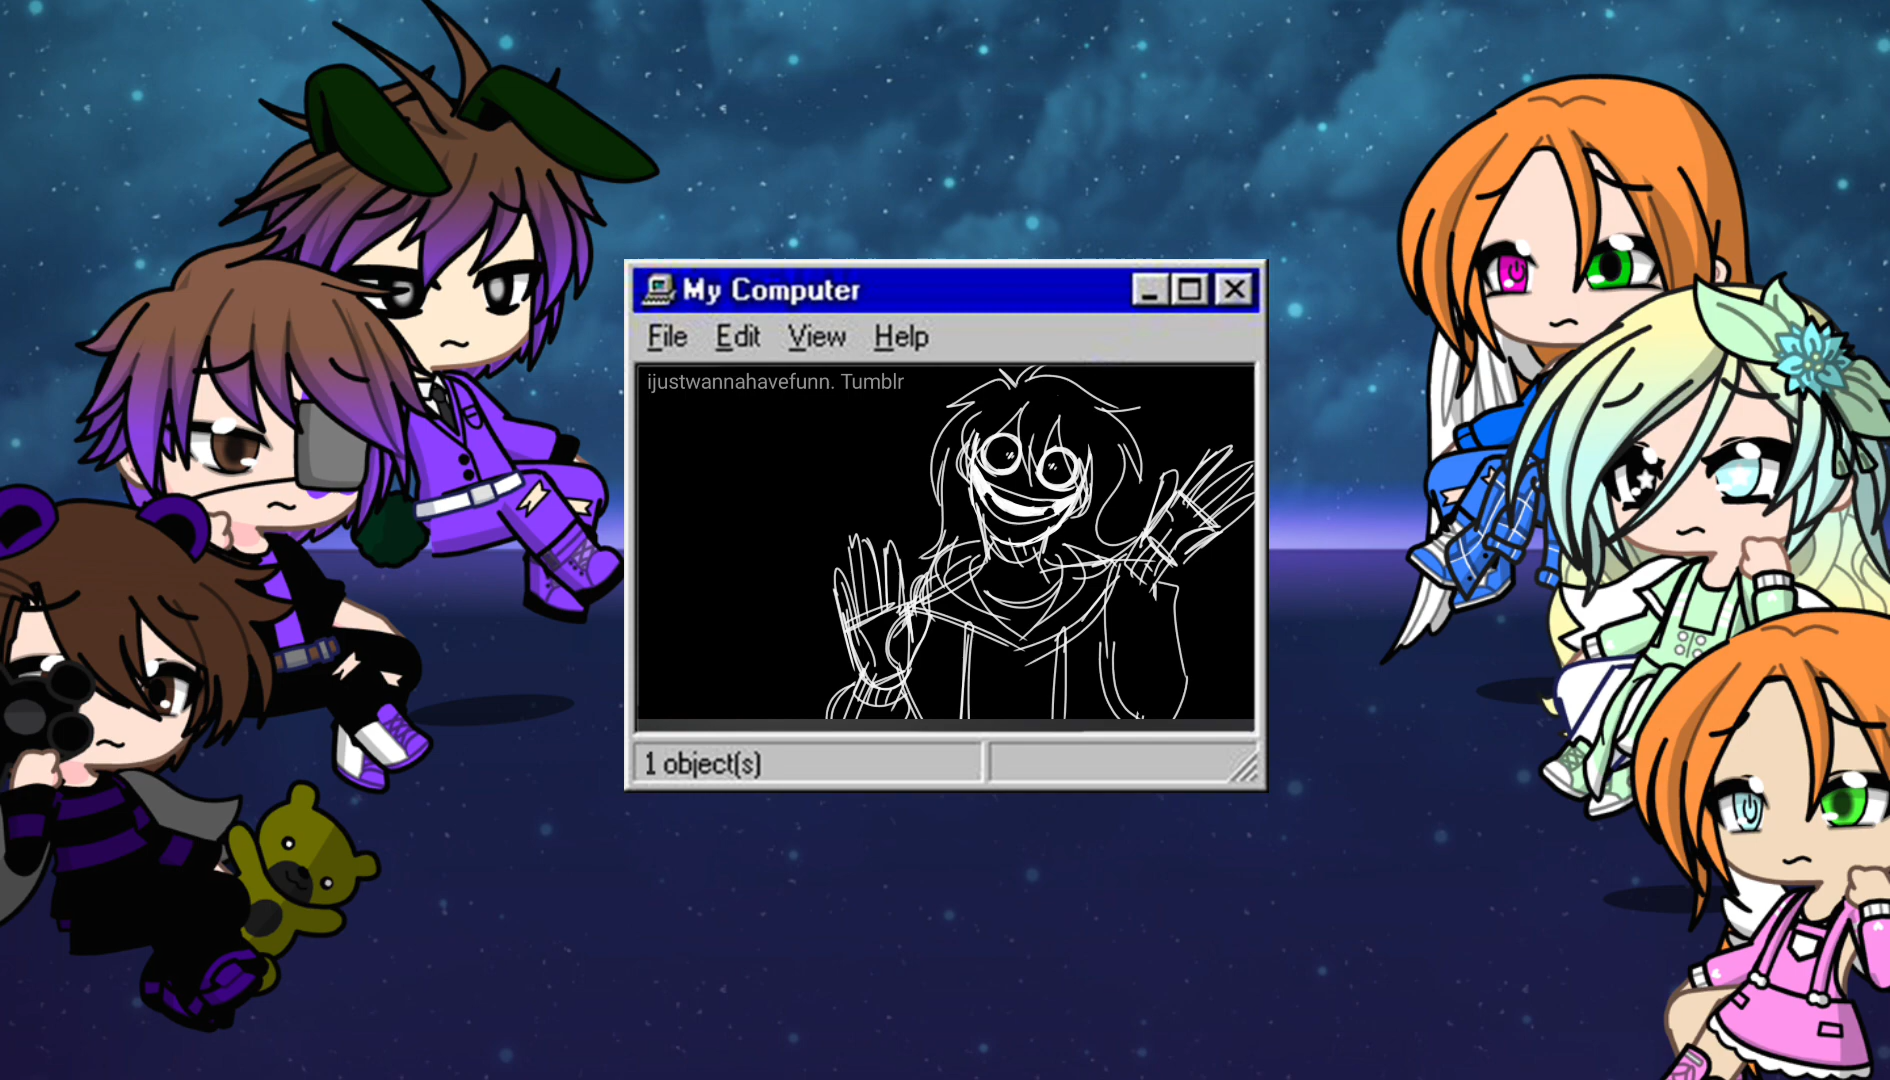 My Computer
File Edit View Help
ijustwannahavefunn. Tumblr
1 object(s)